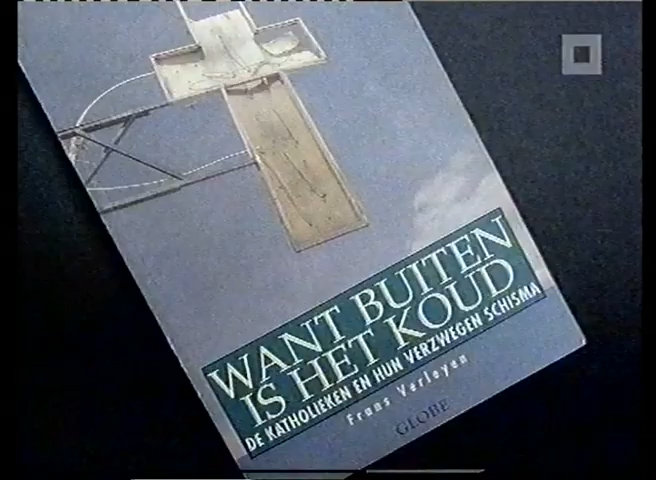 WANT BUITEN
IS HET KOUD
DE KATHOLIEKEN EN HUN VERZWEGEN SCHISMA
Frans Verleyen
GLOBE